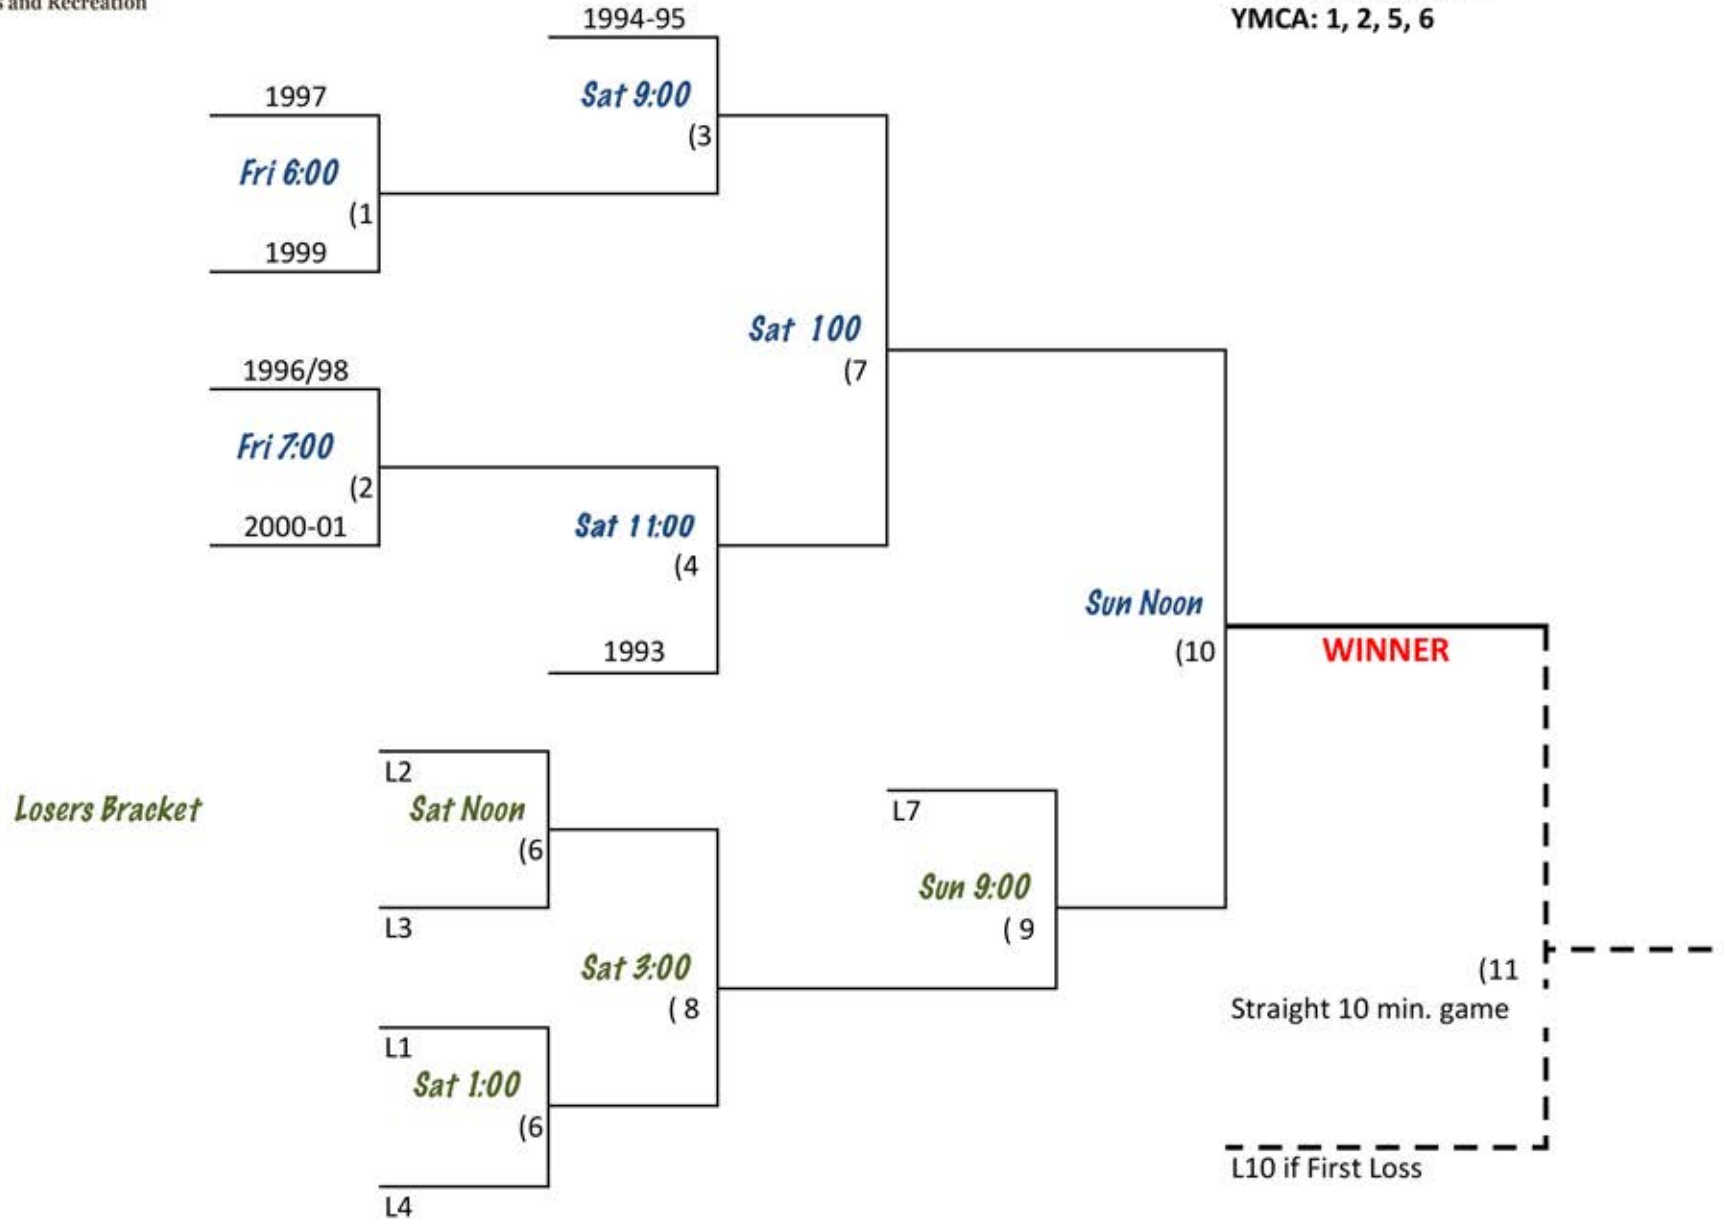 s and Recreation
YMCA: 1, 2, 5, 6
1994-95
Sat 9:00
(3
1997
Fri 6:00
(1
1999
Sat 100
(7
1996/98
Fri 7:00
(2
2000-01
Sat 11:00
(4
1993
Sun Noon
(10
WINNER
Losers Bracket
L2
Sat Noon
(6
L3
L7
Sun 9:00
( 9
Sat 3:00
( 8
L1
Sat 1:00
(6
L4
(11
Straight 10 min. game
L10 if First Loss